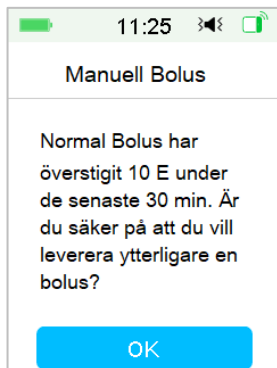 11:25
Manuell Bolus
Normal Bolus har
överstigit 10 E under
de senaste 30 min. Är
du säker på att du vill
leverera ytterligare en
bolus?
OK